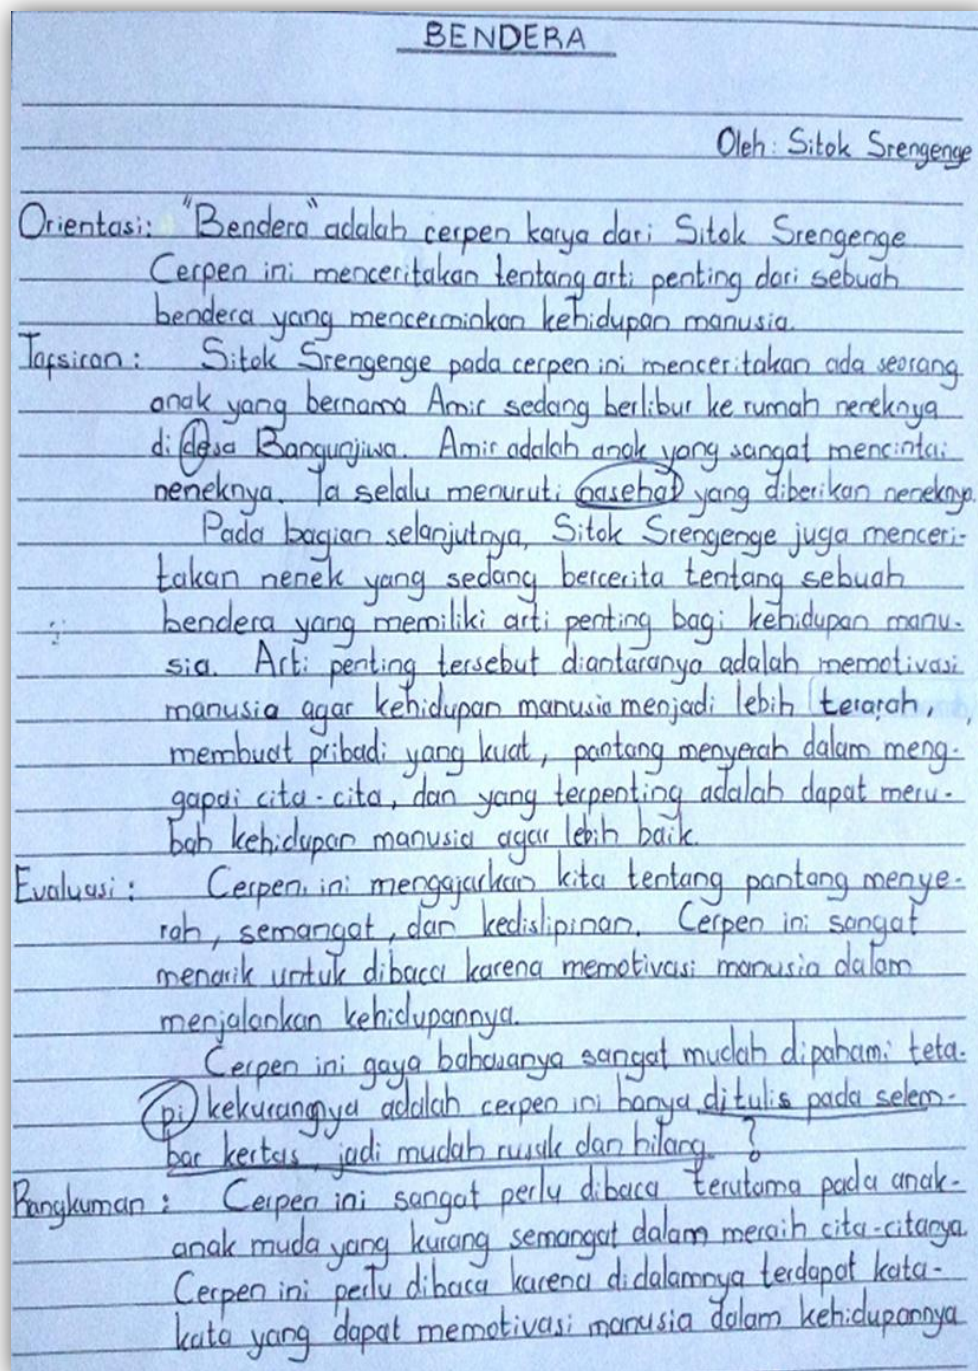 BENDERA
Oleh: Sitok Srengenge
Orientasi: "Bendera" adalah cerpen karya dari Sitok Srengenge
Cerpen ini menceritakan tentang arti penting dari sebuah
bendera yang mencerminkan kehidupan manusia.
Tafsiran: Sitok Srengenge pada cerpen ini menceritakan ada seorang
anak yang bernama Amir sedang berlibur ke rumah neneknya
di desa Bangunjiwa. Amir adalah anak yang sangat mencintai
neneknya. Ia selalu menuruti nasehat yang diberikan neneknya
Pada bagian selanjutnya, Sitok Srengenge juga menceri-
takan nenek yang sedang bercerita tentang sebuah
bendera yang memiliki arti penting bagi kehidupan manu-
sia. Arti penting tersebut diantaranya adalah memotivasi
manusia agar kehidupan manusia menjadi lebih terarah,
membuat pribadi yang kuat, pantang menyerah dalam meng-
gapai cita-cita, dan yang terpenting adalah dapat meru-
bah kehidupan manusia agar lebih baik.
Evaluasi: Cerpen ini mengajarkan kita tentang pantang menye-
rah, semangat, dan kedislipinan. Cerpen ini sangat
menarik untuk dibaca karena memotivasi manusia dalam
menjalankan kehidupannya.
Cerpen ini gaya bahasanya sangat mudah dipahami teta-
pi kekurangnya adalah cerpen ini hanya ditulis pada selem-
bar kertas, jadi mudah rusak dan hilang. ?
Rangkuman: Cerpen ini sangat perlu dibaca terutama pada anak-
anak muda yang kurang semangat dalam meraih cita-citanya.
Cerpen ini perlu dibaca karena didalamnya terdapat kata-
kata yang dapat memotivasi manusia dalam kehidupannya